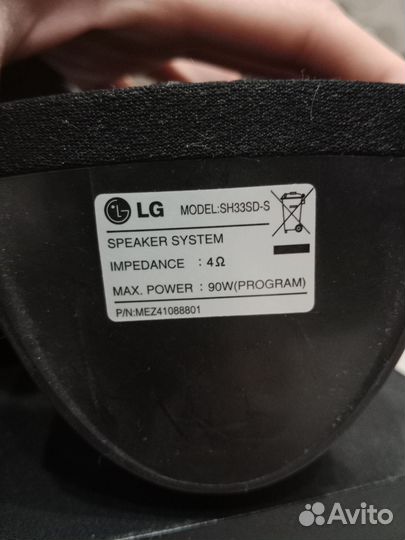 LG MODEL:SH33SD-S
SPEAKER SYSTEM
IMPEDANCE : 4Ω
MAX. POWER : 90W(PROGRAM)
P/N:MEZ41088801
Avito